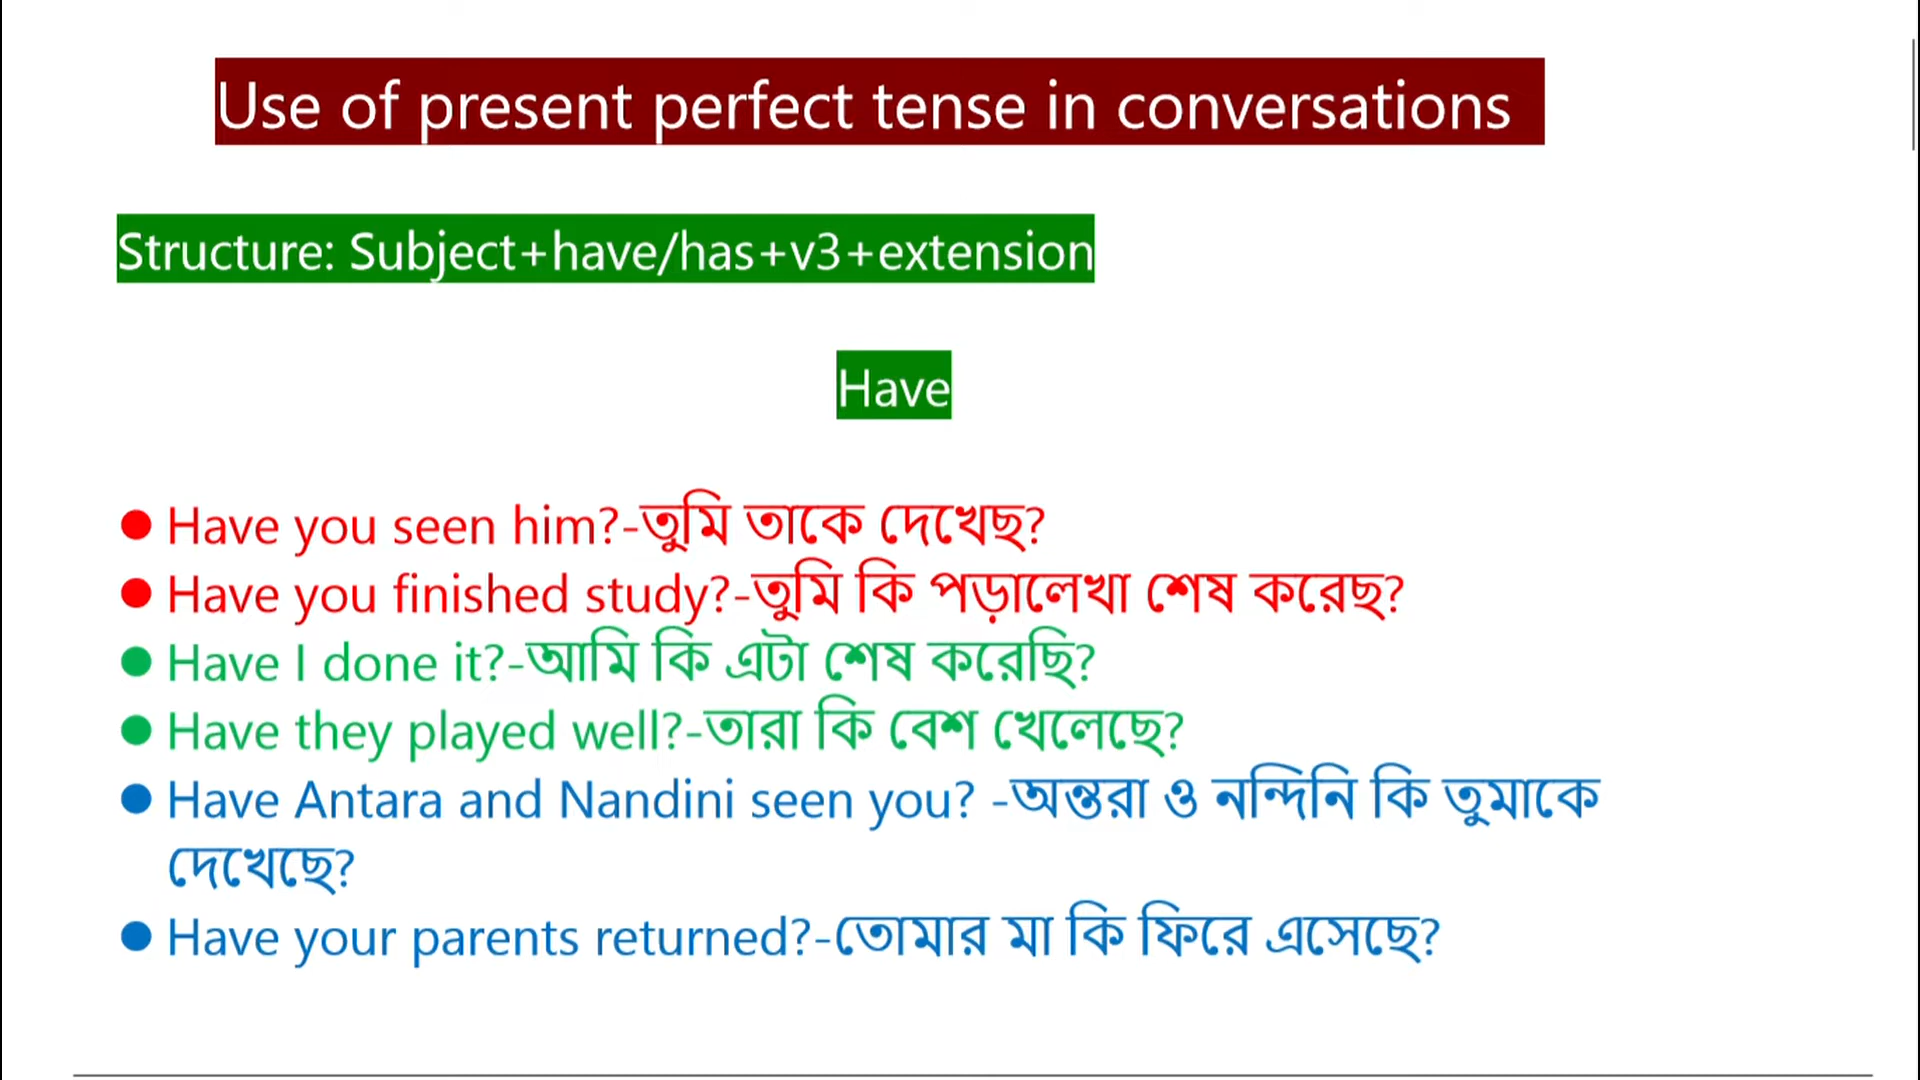 Use of present perfect tense in conversations
Structure: Subject+have/has+v3+extension
Have
Have you seen him?-তুমি তাকে দেখেছ?
Have you finished study?-তুমি কি পড়ালেখা শেষ করেছ?
Have I done it?-আমি কি এটা শেষ করেছি?
Have they played well?-তারা কি বেশ খেলেছে?
Have Antara and Nandini seen you? -অন্তরা ও নন্দিনি কি তুমাকে
দেখেছে?
Have your parents returned?-তোমার মা কি ফিরে এসেছে?